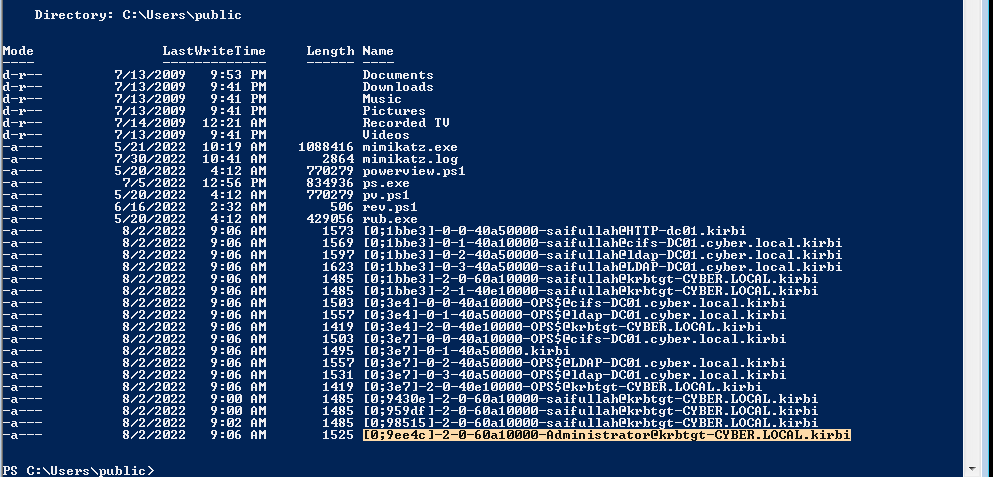 Directory: C:\Users\public
Mode LastWriteTime Length Name
---- ------------- ------ ----
d-r-- 7/13/2009 9:53 PM Documents
d-r-- 7/13/2009 9:41 PM Downloads
d-r-- 7/13/2009 9:41 PM Music
d-r-- 7/13/2009 9:41 PM Pictures
d-r-- 7/14/2009 12:21 AM Recorded TV
d-r-- 7/13/2009 9:41 PM Videos
-a--- 5/21/2022 10:19 AM 1088416 mimikatz.exe
-a--- 7/30/2022 10:41 AM 2864 mimikatz.log
-a--- 5/20/2022 4:12 AM 770279 powerview.ps1
-a--- 7/5/2022 12:56 PM 834936 ps.exe
-a--- 5/20/2022 4:12 AM 770279 pv.ps1
-a--- 6/16/2022 2:32 AM 506 rev.ps1
-a--- 5/20/2022 4:12 AM 429056 rub.exe
-a--- 8/2/2022 9:06 AM 1573 [0;1bbe3]-0-0-40a50000-saifullah@HTTP-dc01.kirbi
-a--- 8/2/2022 9:06 AM 1569 [0;1bbe3]-0-1-40a10000-saifullah@cifs-DC01.cyber.local.kirbi
-a--- 8/2/2022 9:06 AM 1597 [0;1bbe3]-0-2-40a50000-saifullah@ldap-DC01.cyber.local.kirbi
-a--- 8/2/2022 9:06 AM 1623 [0;1bbe3]-0-3-40a50000-saifullah@LDAP-DC01.cyber.local.kirbi
-a--- 8/2/2022 9:06 AM 1485 [0;1bbe3]-2-0-60a10000-saifullah@krbtgt-CYBER.LOCAL.kirbi
-a--- 8/2/2022 9:06 AM 1485 [0;1bbe3]-2-1-40e10000-saifullah@krbtgt-CYBER.LOCAL.kirbi
-a--- 8/2/2022 9:06 AM 1503 [0;3e4]-0-0-40a10000-OPS$@cifs-DC01.cyber.local.kirbi
-a--- 8/2/2022 9:06 AM 1557 [0;3e4]-0-1-40a50000-OPS$@ldap-DC01.cyber.local.kirbi
-a--- 8/2/2022 9:06 AM 1419 [0;3e4]-2-0-40e10000-OPS$@krbtgt-CYBER.LOCAL.kirbi
-a--- 8/2/2022 9:06 AM 1503 [0;3e7]-0-0-40a10000-OPS$@cifs-DC01.cyber.local.kirbi
-a--- 8/2/2022 9:06 AM 1495 [0;3e7]-0-1-40a50000.kirbi
-a--- 8/2/2022 9:06 AM 1557 [0;3e7]-0-2-40a50000-OPS$@LDAP-DC01.cyber.local.kirbi
-a--- 8/2/2022 9:06 AM 1531 [0;3e7]-0-3-40a50000-OPS$@ldap-DC01.cyber.local.kirbi
-a--- 8/2/2022 9:06 AM 1419 [0;3e7]-2-0-40e10000-OPS$@krbtgt-CYBER.LOCAL.kirbi
-a--- 8/2/2022 9:00 AM 1485 [0;9430e]-2-0-60a10000-saifullah@krbtgt-CYBER.LOCAL.kirbi
-a--- 8/2/2022 9:00 AM 1485 [0;959df]-2-0-60a10000-saifullah@krbtgt-CYBER.LOCAL.kirbi
-a--- 8/2/2022 9:02 AM 1485 [0;98515]-2-0-60a10000-saifullah@krbtgt-CYBER.LOCAL.kirbi
-a--- 8/2/2022 9:06 AM 1525 [0;9ee4c]-2-0-60a10000-Administrator@krbtgt-CYBER.LOCAL.kirbi
PS C:\Users\public>